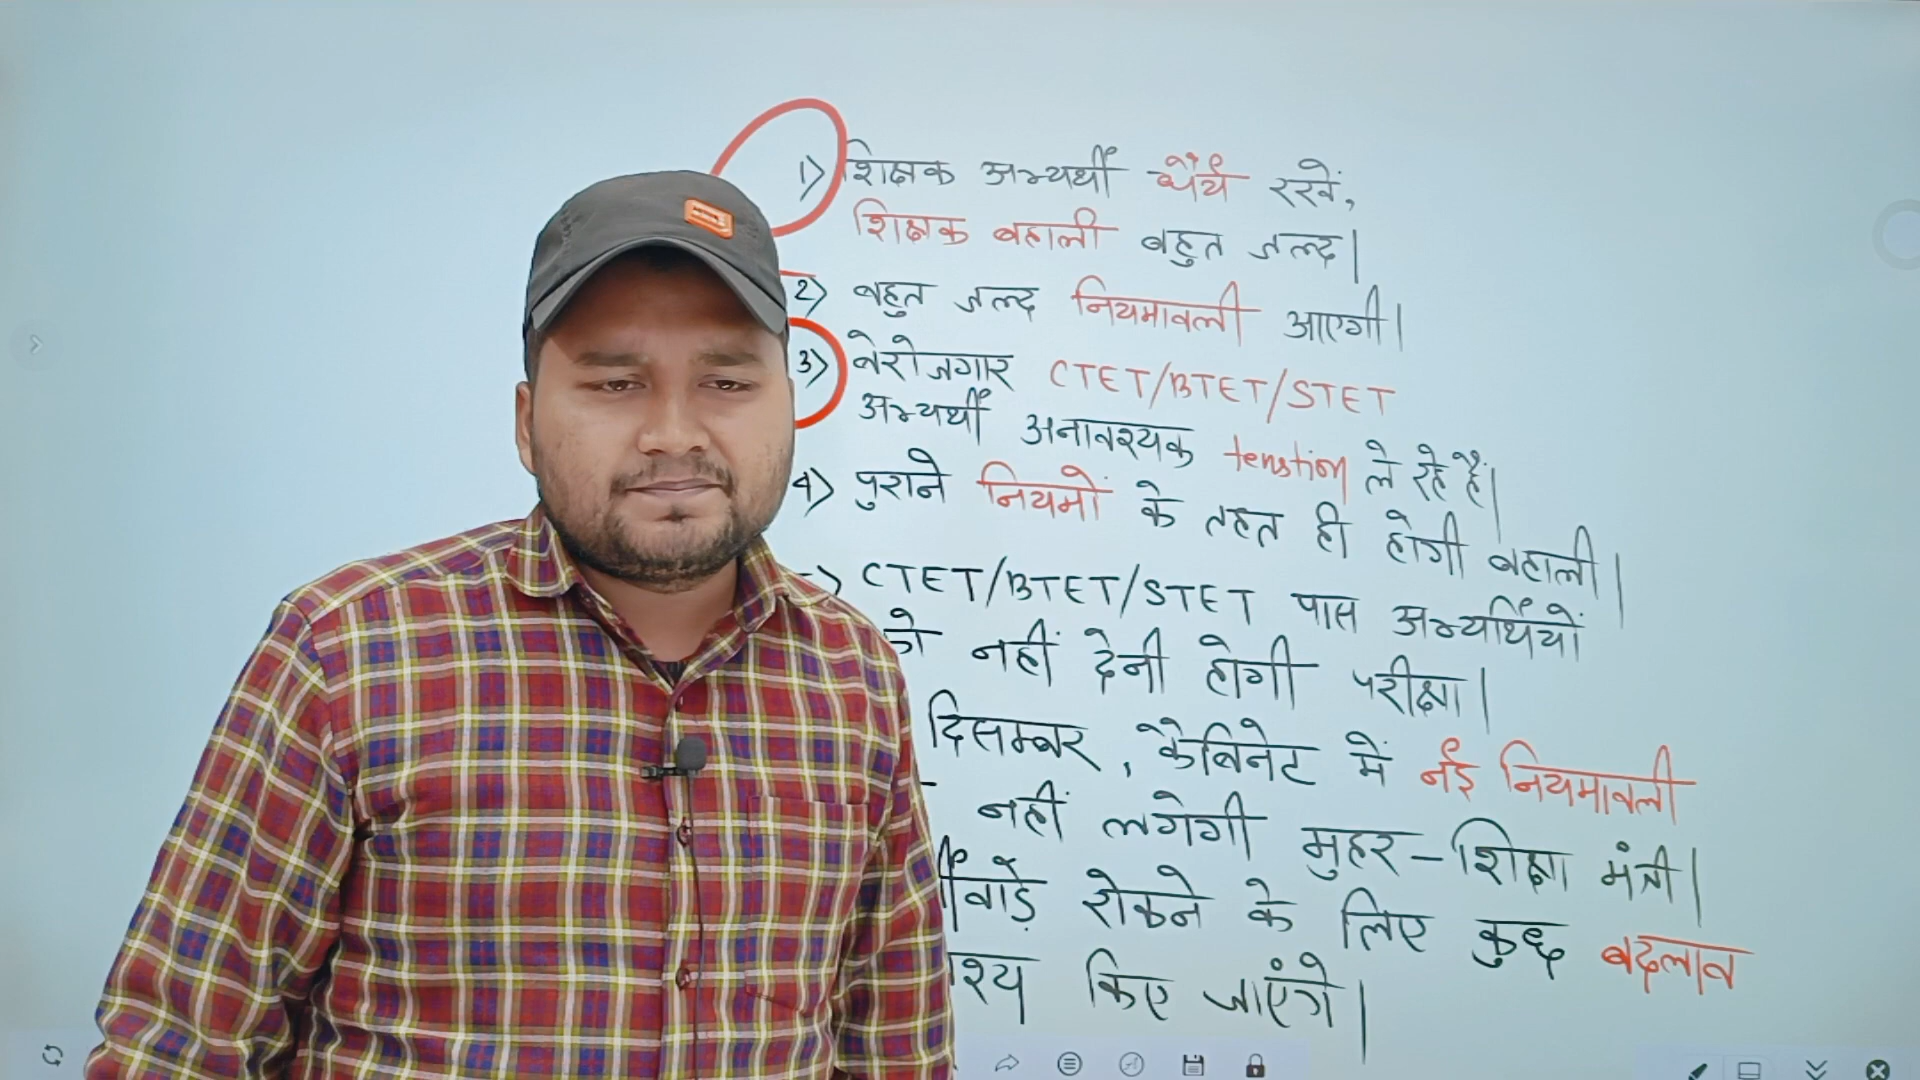 1) शिक्षक अभ्यर्थी धैर्य रखें,
शिक्षक बहाली बहुत जल्द।
2) बहुत जल्द नियमावली आएगी।
3) बेरोजगार CTET/BTET/STET
अभ्यर्थी अनावश्यक tenstion ले रहे हैं।
4) पुराने नियमों के तहत ही होगी बहाली।
CTET/BTET/STET पास अभ्यर्थियों
को नहीं देनी होगी परीक्षा।
दिसम्बर, कैबिनेट में नई नियमावली
नहीं लगेगी मुहर - शिक्षा मंत्री।
रोकने के लिए कुछ बदलाव
श्य किए जाएंगे।